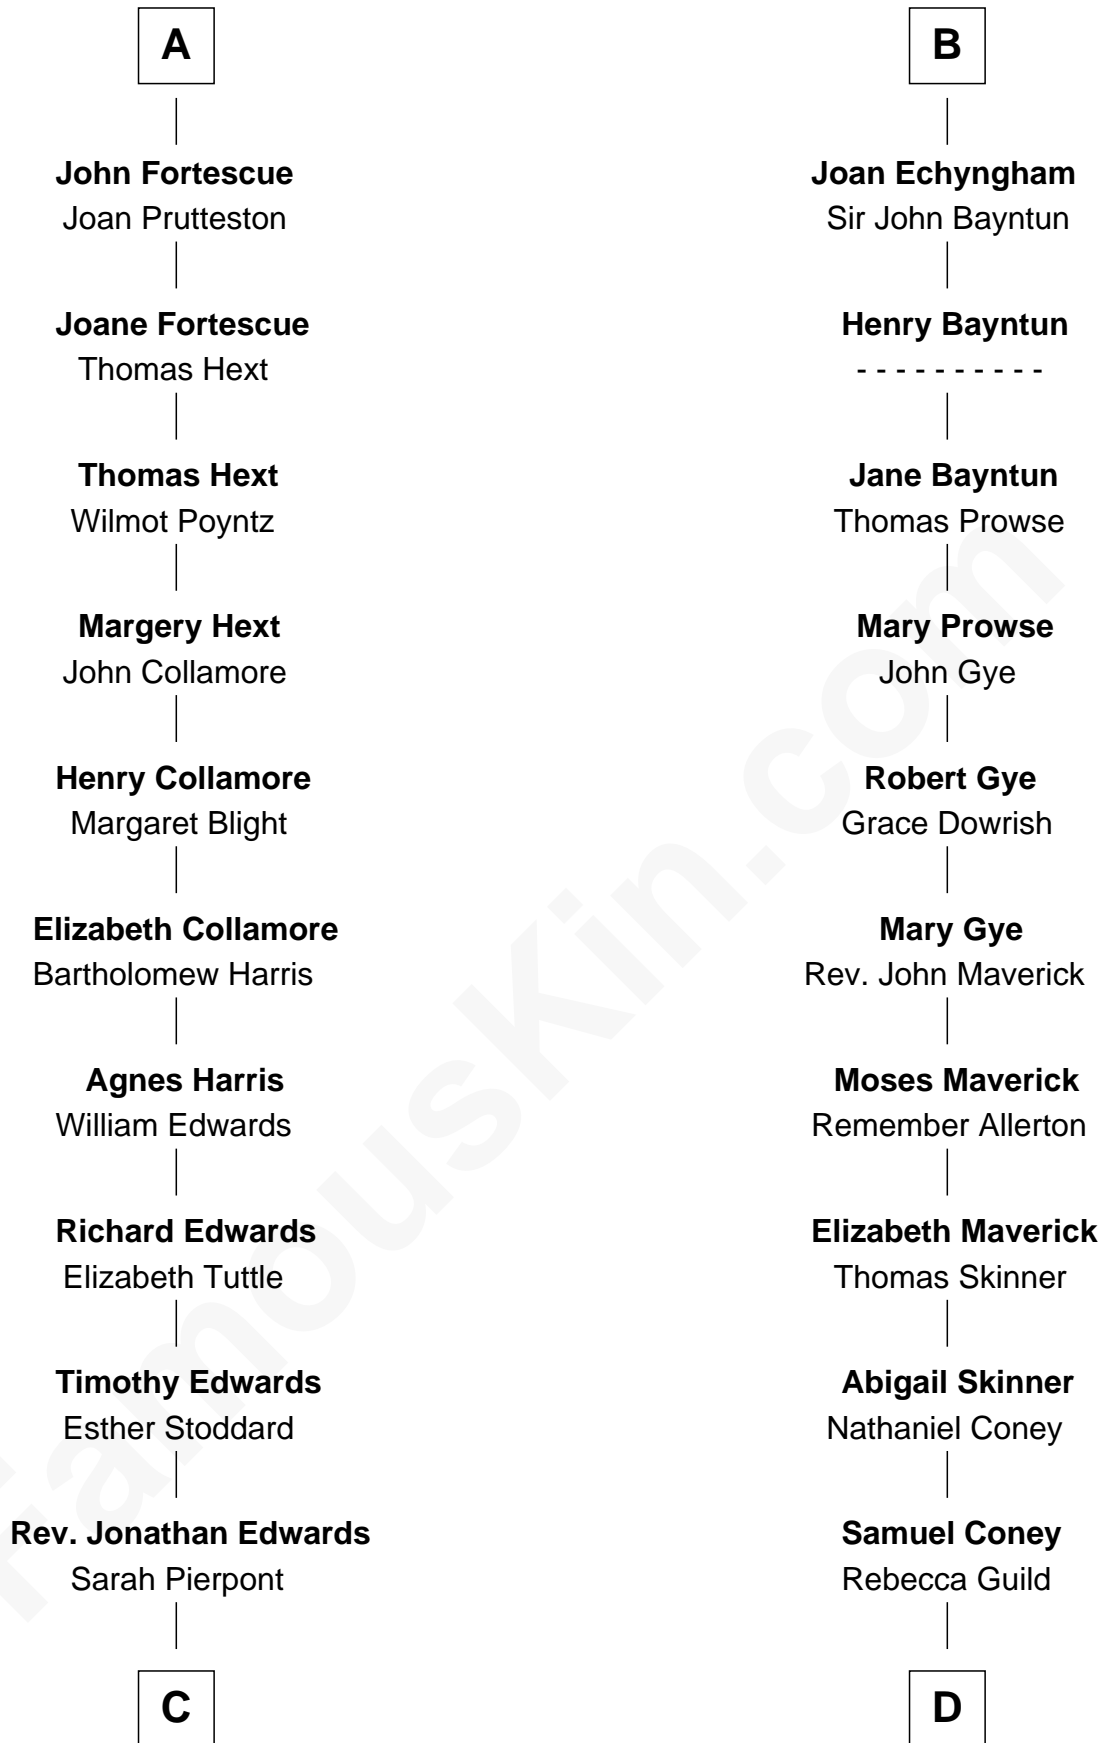 A
John Fortescue
Joan Prutteston
Joane Fortescue
Thomas Hext
Thomas Hext
Wilmot Poyntz
Margery Hext
John Collamore
Henry Collamore
Margaret Blight
Elizabeth Collamore
Bartholomew Harris
Agnes Harris
William Edwards
Richard Edwards
Elizabeth Tuttle
Timothy Edwards
Esther Stoddard
Rev. Jonathan Edwards
Sarah Pierpont
C
B
Joan Echyngham
Sir John Bayntun
Henry Bayntun
- - - - - - - - - -
Jane Bayntun
Thomas Prowse
Mary Prowse
John Gye
Robert Gye
Grace Dowrish
Mary Gye
Rev. John Maverick
Moses Maverick
Remember Allerton
Elizabeth Maverick
Thomas Skinner
Abigail Skinner
Nathaniel Coney
Samuel Coney
Rebecca Guild
D
FamousKin.com